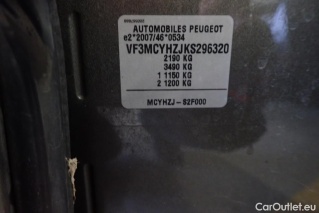 AUTOMOBILES PEUGEOT
e2*2007/46*0534
VF3MCYHZJKS296320
2190 KG
3490 KG
1 1150 KG
2 1200 KG
MCYHZJ-S2F000
CarOutlet.eu